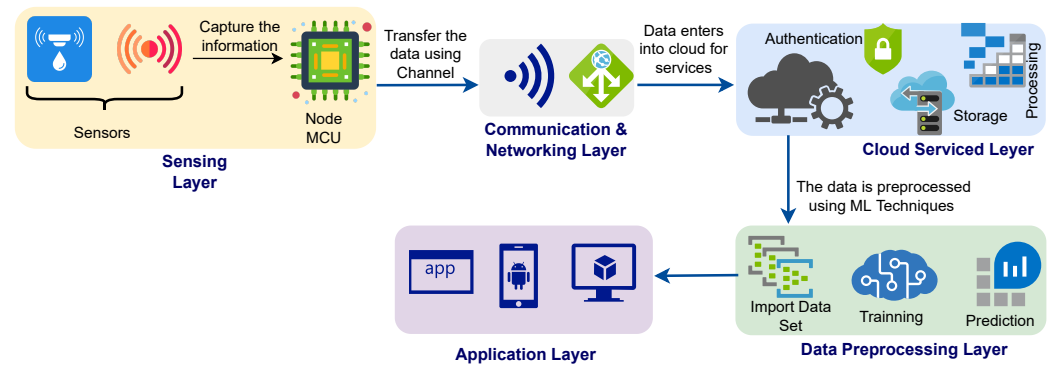 Capture the
information
Sensors
Node
MCU
Sensing
Layer
Transfer the
data using
Channel
Communication &
Networking Layer
Data enters
into cloud for
services
Authentication
Storage
Processing
Cloud Serviced Leyer
The data is preprocessed
using ML Techniques
Import Data
Set
Trainning
Prediction
Data Preprocessing Layer
app
Application Layer